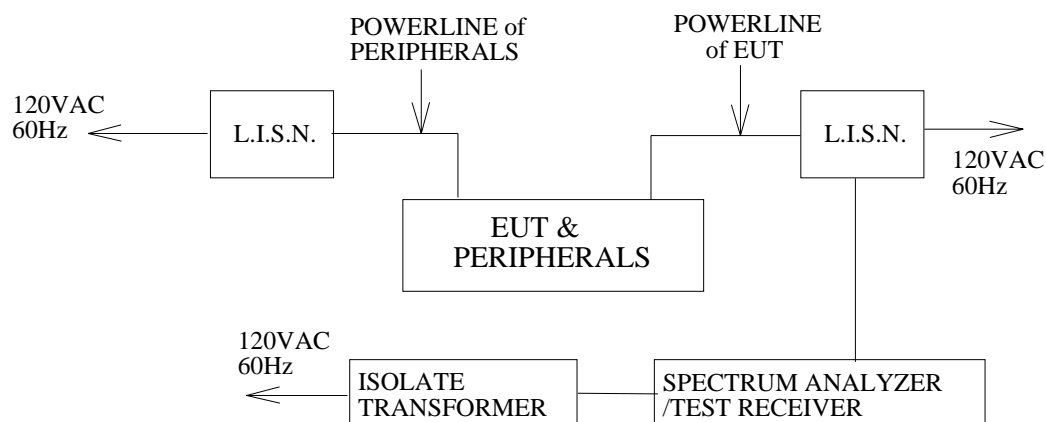 POWERLINE of
PERIPHERALS
POWERLINE
of EUT
120VAC
60Hz
L.I.S.N.
L.I.S.N.
120VAC
60Hz
EUT &
PERIPHERALS
120VAC
60Hz
ISOLATE
TRANSFORMER
SPECTRUM ANALYZER
/TEST RECEIVER